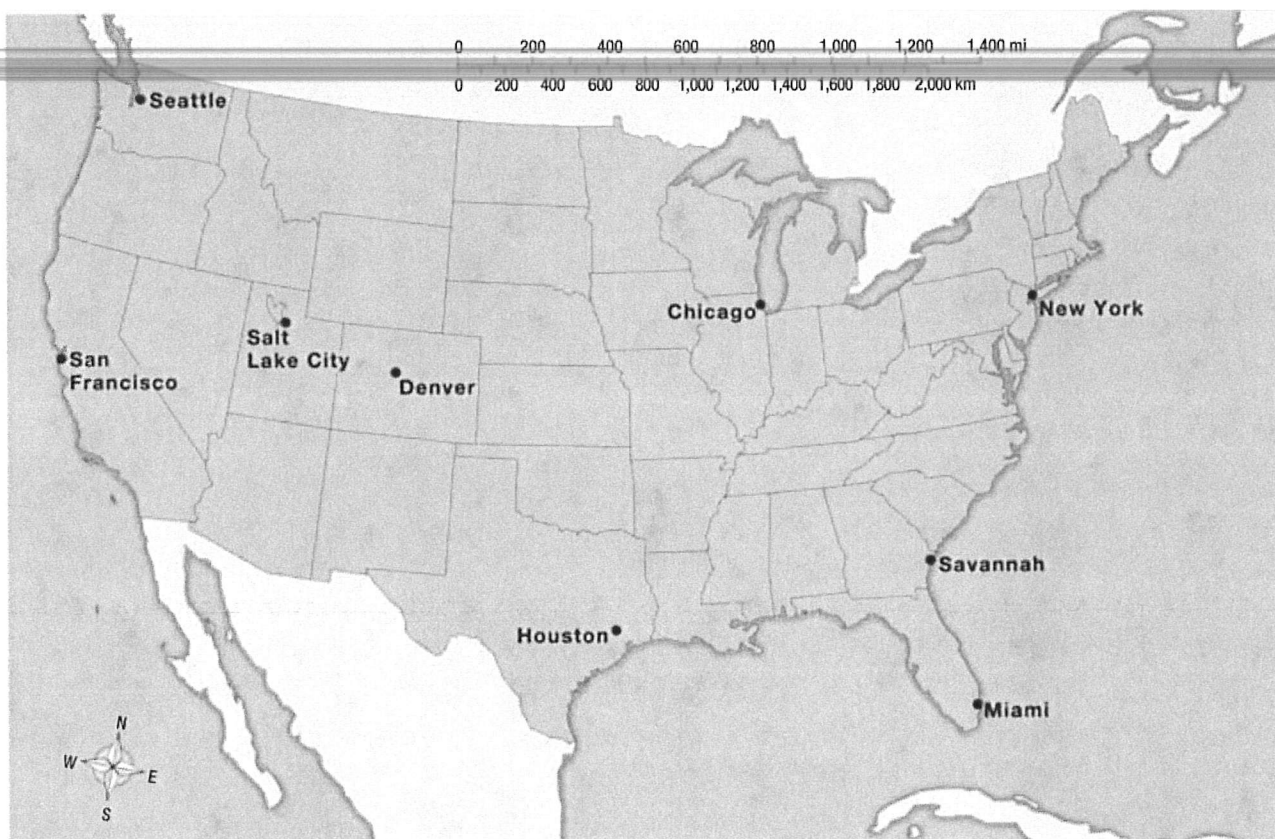 0 200 400 600 800 1,000 1,200 1,400 mi
0 200 400 600 800 1,000 1,200 1,400 1,600 1,800 2,000 km
Seattle
Chicago
New York
Salt
Lake City
San
Francisco
Denver
Savannah
Houston
Miami
N
W
E
S